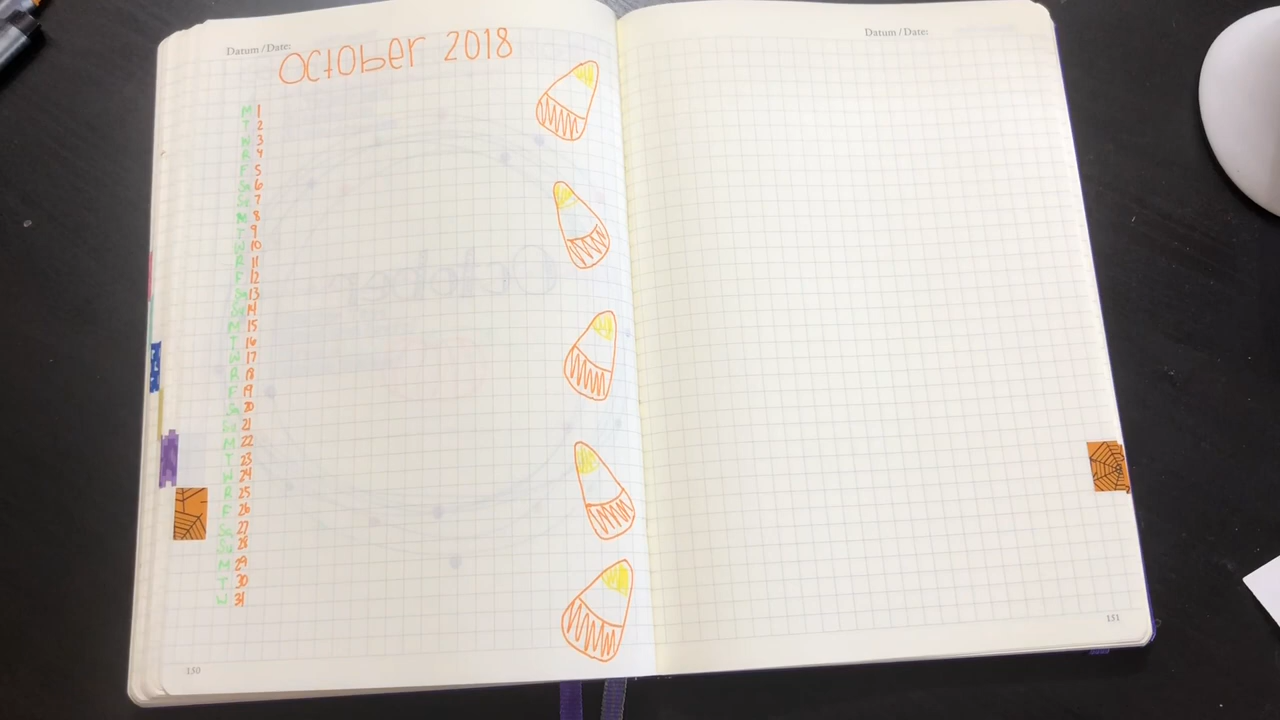 Datum / Date:
October 2018
M 1
T 2
W 3
R 4
F 5
Sa 6
Su 7
M 8
T 9
W 10
R 11
F 12
Sa 13
Su 14
M 15
T 16
W 17
R 18
F 19
Sa 20
Su 21
M 22
T 23
W 24
R 25
F 26
Sa 27
Su 28
M 29
T 30
W 31
150
Datum / Date:
151